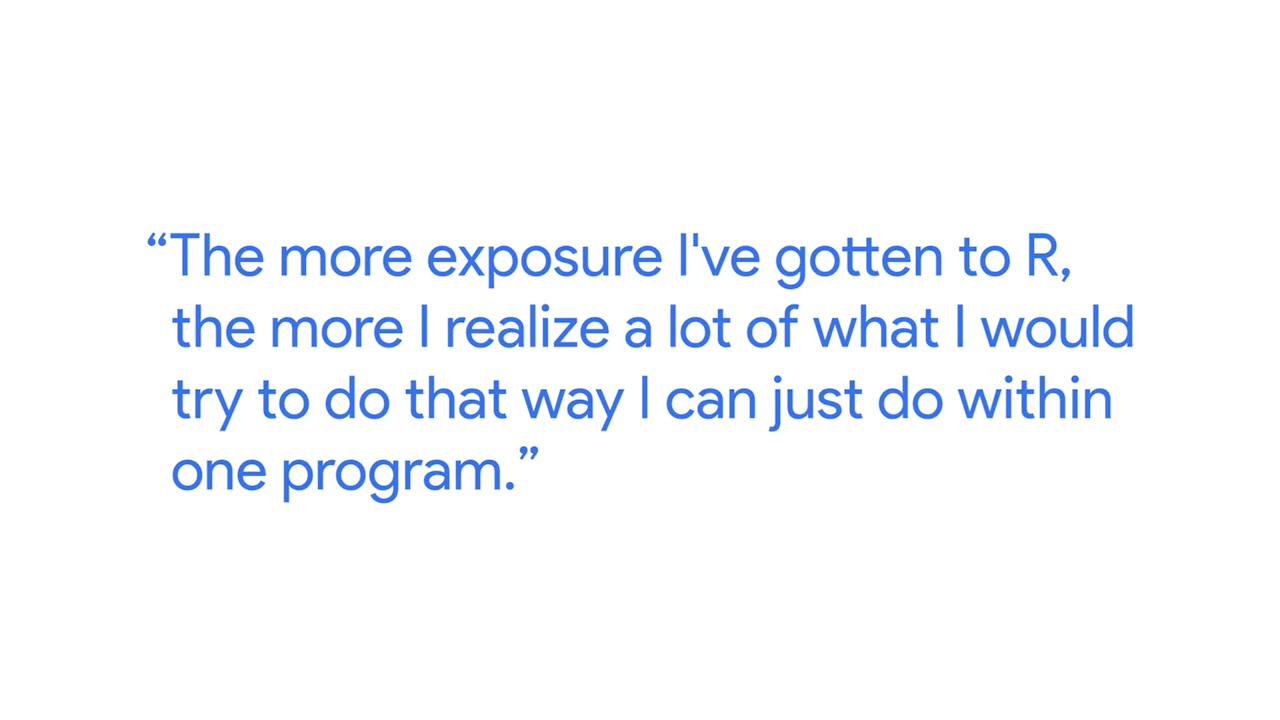 “The more exposure I've gotten to R,
the more I realize a lot of what I would
try to do that way I can just do within
one program.”